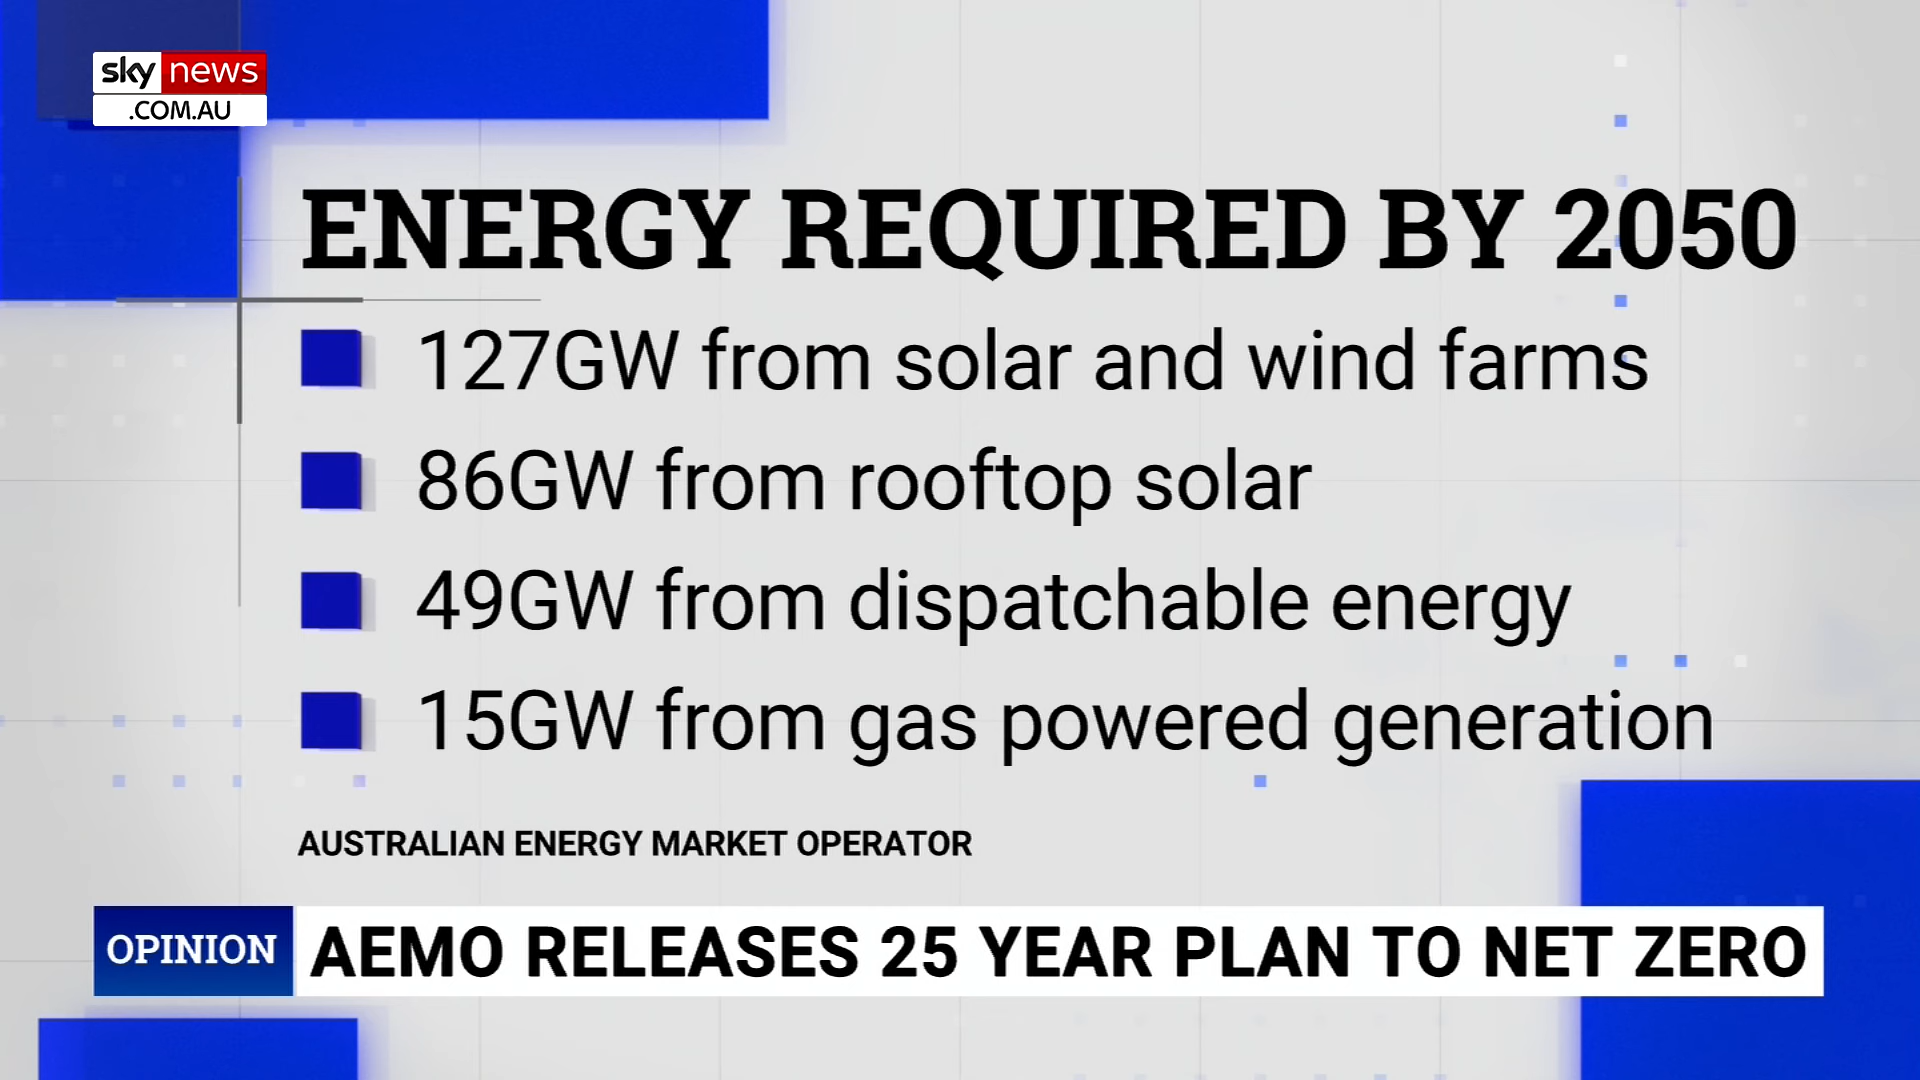 sky news
.COM.AU
ENERGY REQUIRED BY 2050
127GW from solar and wind farms
86GW from rooftop solar
49GW from dispatchable energy
15GW from gas powered generation
AUSTRALIAN ENERGY MARKET OPERATOR
OPINION AEMO RELEASES 25 YEAR PLAN TO NET ZERO